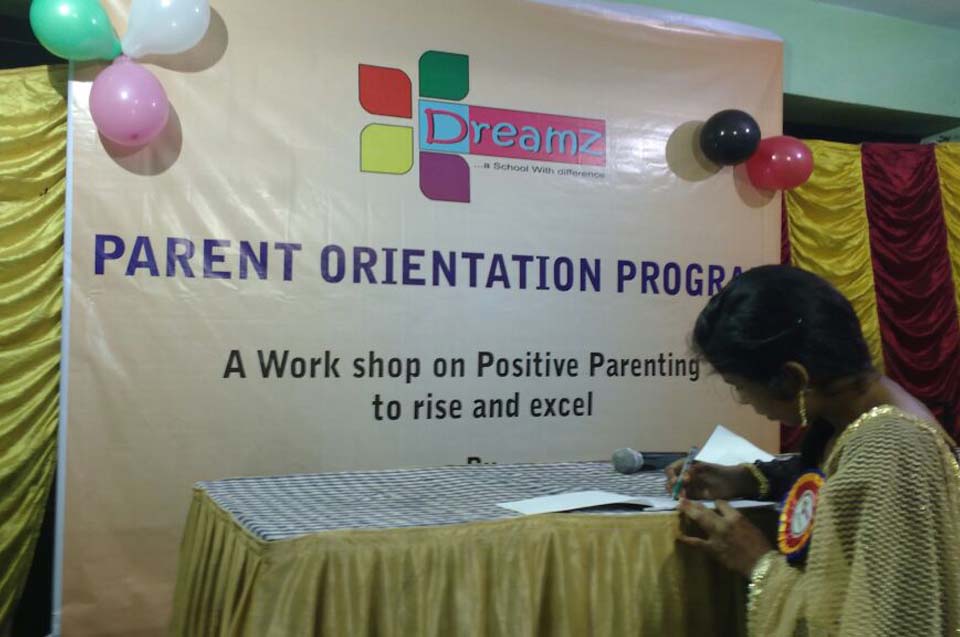 Dreamz
...a School With difference
PARENT ORIENTATION PROGRA
A Work shop on Positive Parenting
to rise and excel